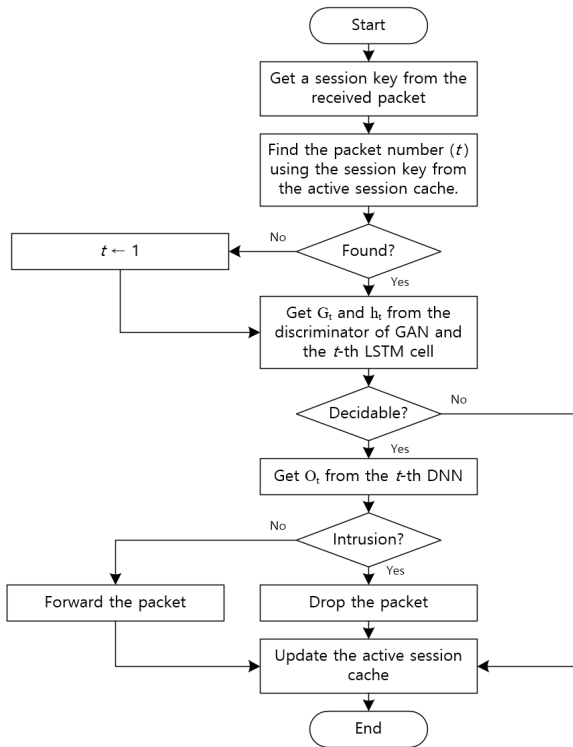 Start
Get a session key from the
received packet
Find the packet number (t)
using the session key from
the active session cache.
Found?
No
t ← 1
Yes
Get Gₜ and hₜ from the
discriminator of GAN and
the t-th LSTM cell
Decidable?
No
Yes
Get Oₜ from the t-th DNN
Intrusion?
No
Yes
Forward the packet
Drop the packet
Update the active session
cache
End